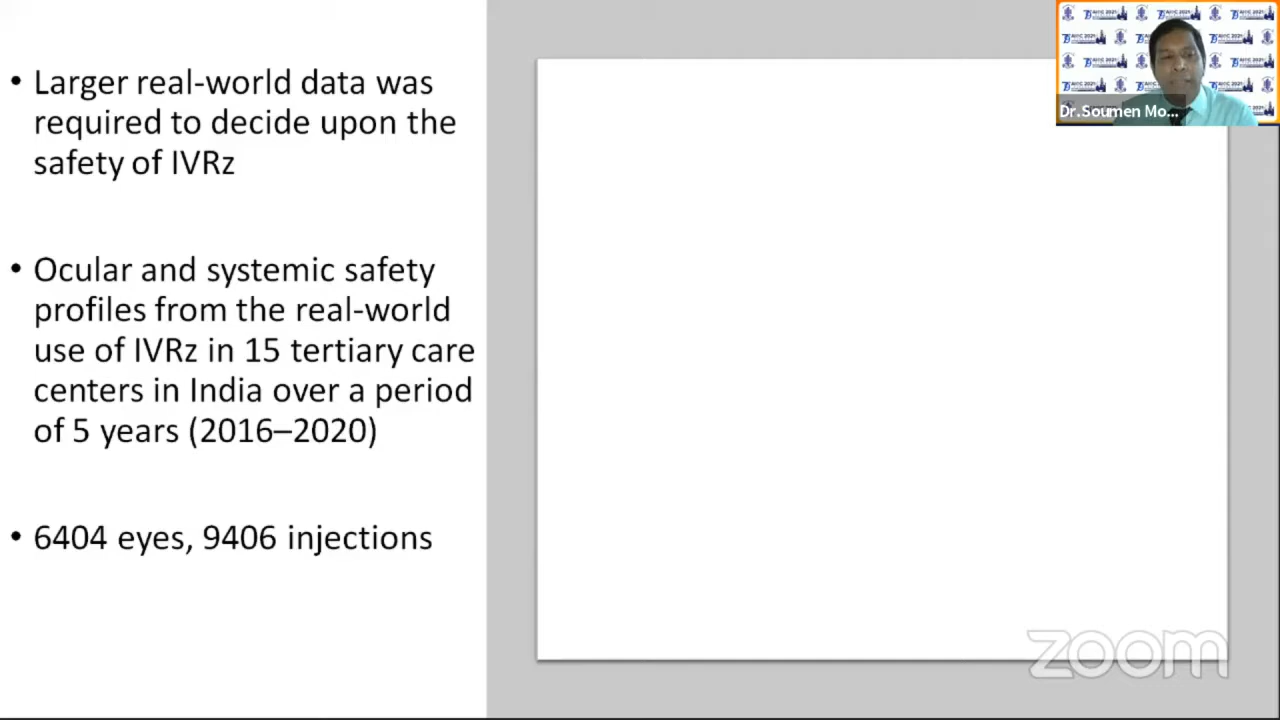 • Larger real-world data was
required to decide upon the
safety of IVRz
• Ocular and systemic safety
profiles from the real-world
use of IVRz in 15 tertiary care
centers in India over a period
of 5 years (2016–2020)
• 6404 eyes, 9406 injections
Dr.Soumen Mo...
zoom